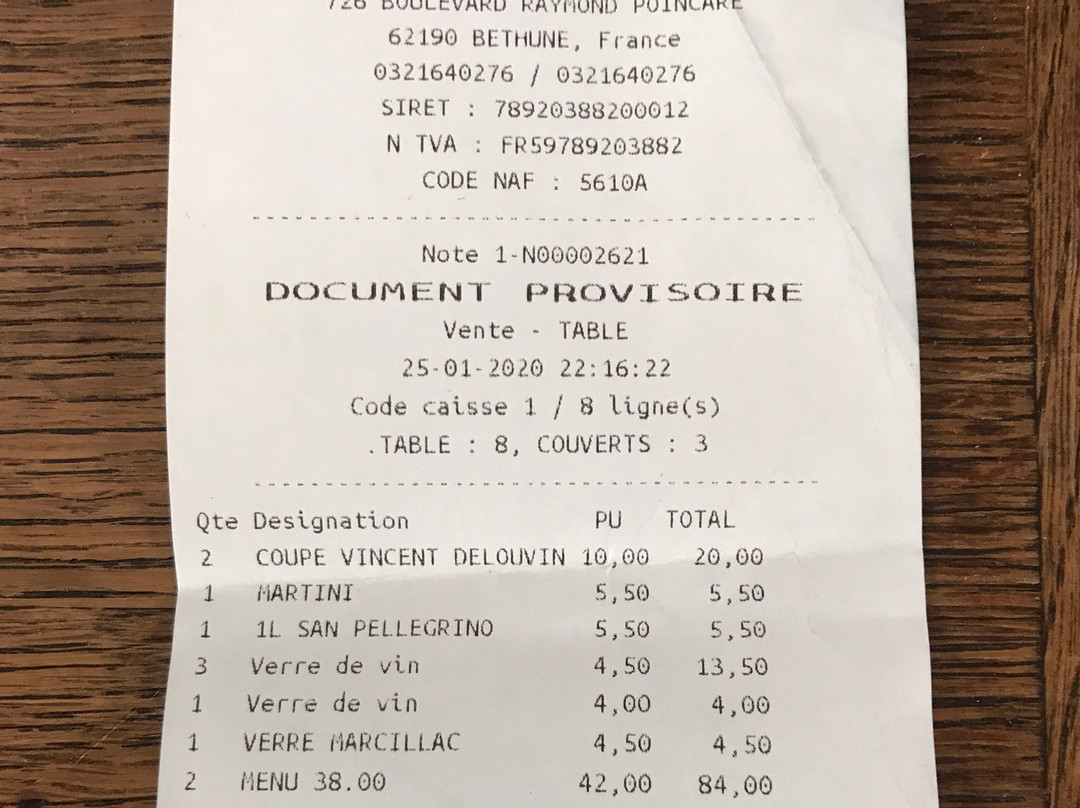 726 BOULEVARD RAYMOND POINCARE
62190 BETHUNE, France
0321640276 / 0321640276
SIRET : 78920388200012
N TVA : FR59789203882
CODE NAF : 5610A
Note 1-N00002621
DOCUMENT PROVISOIRE
Vente - TABLE
25-01-2020 22:16:22
Code caisse 1 / 8 ligne(s)
.TABLE : 8, COUVERTS : 3
Qte Designation PU TOTAL
2 COUPE VINCENT DELOUVIN 10,00 20,00
1 MARTINI 5,50 5,50
1 1L SAN PELLEGRINO 5,50 5,50
3 Verre de vin 4,50 13,50
1 Verre de vin 4,00 4,00
1 VERRE MARCILLAC 4,50 4,50
2 MENU 38.00 42,00 84,00